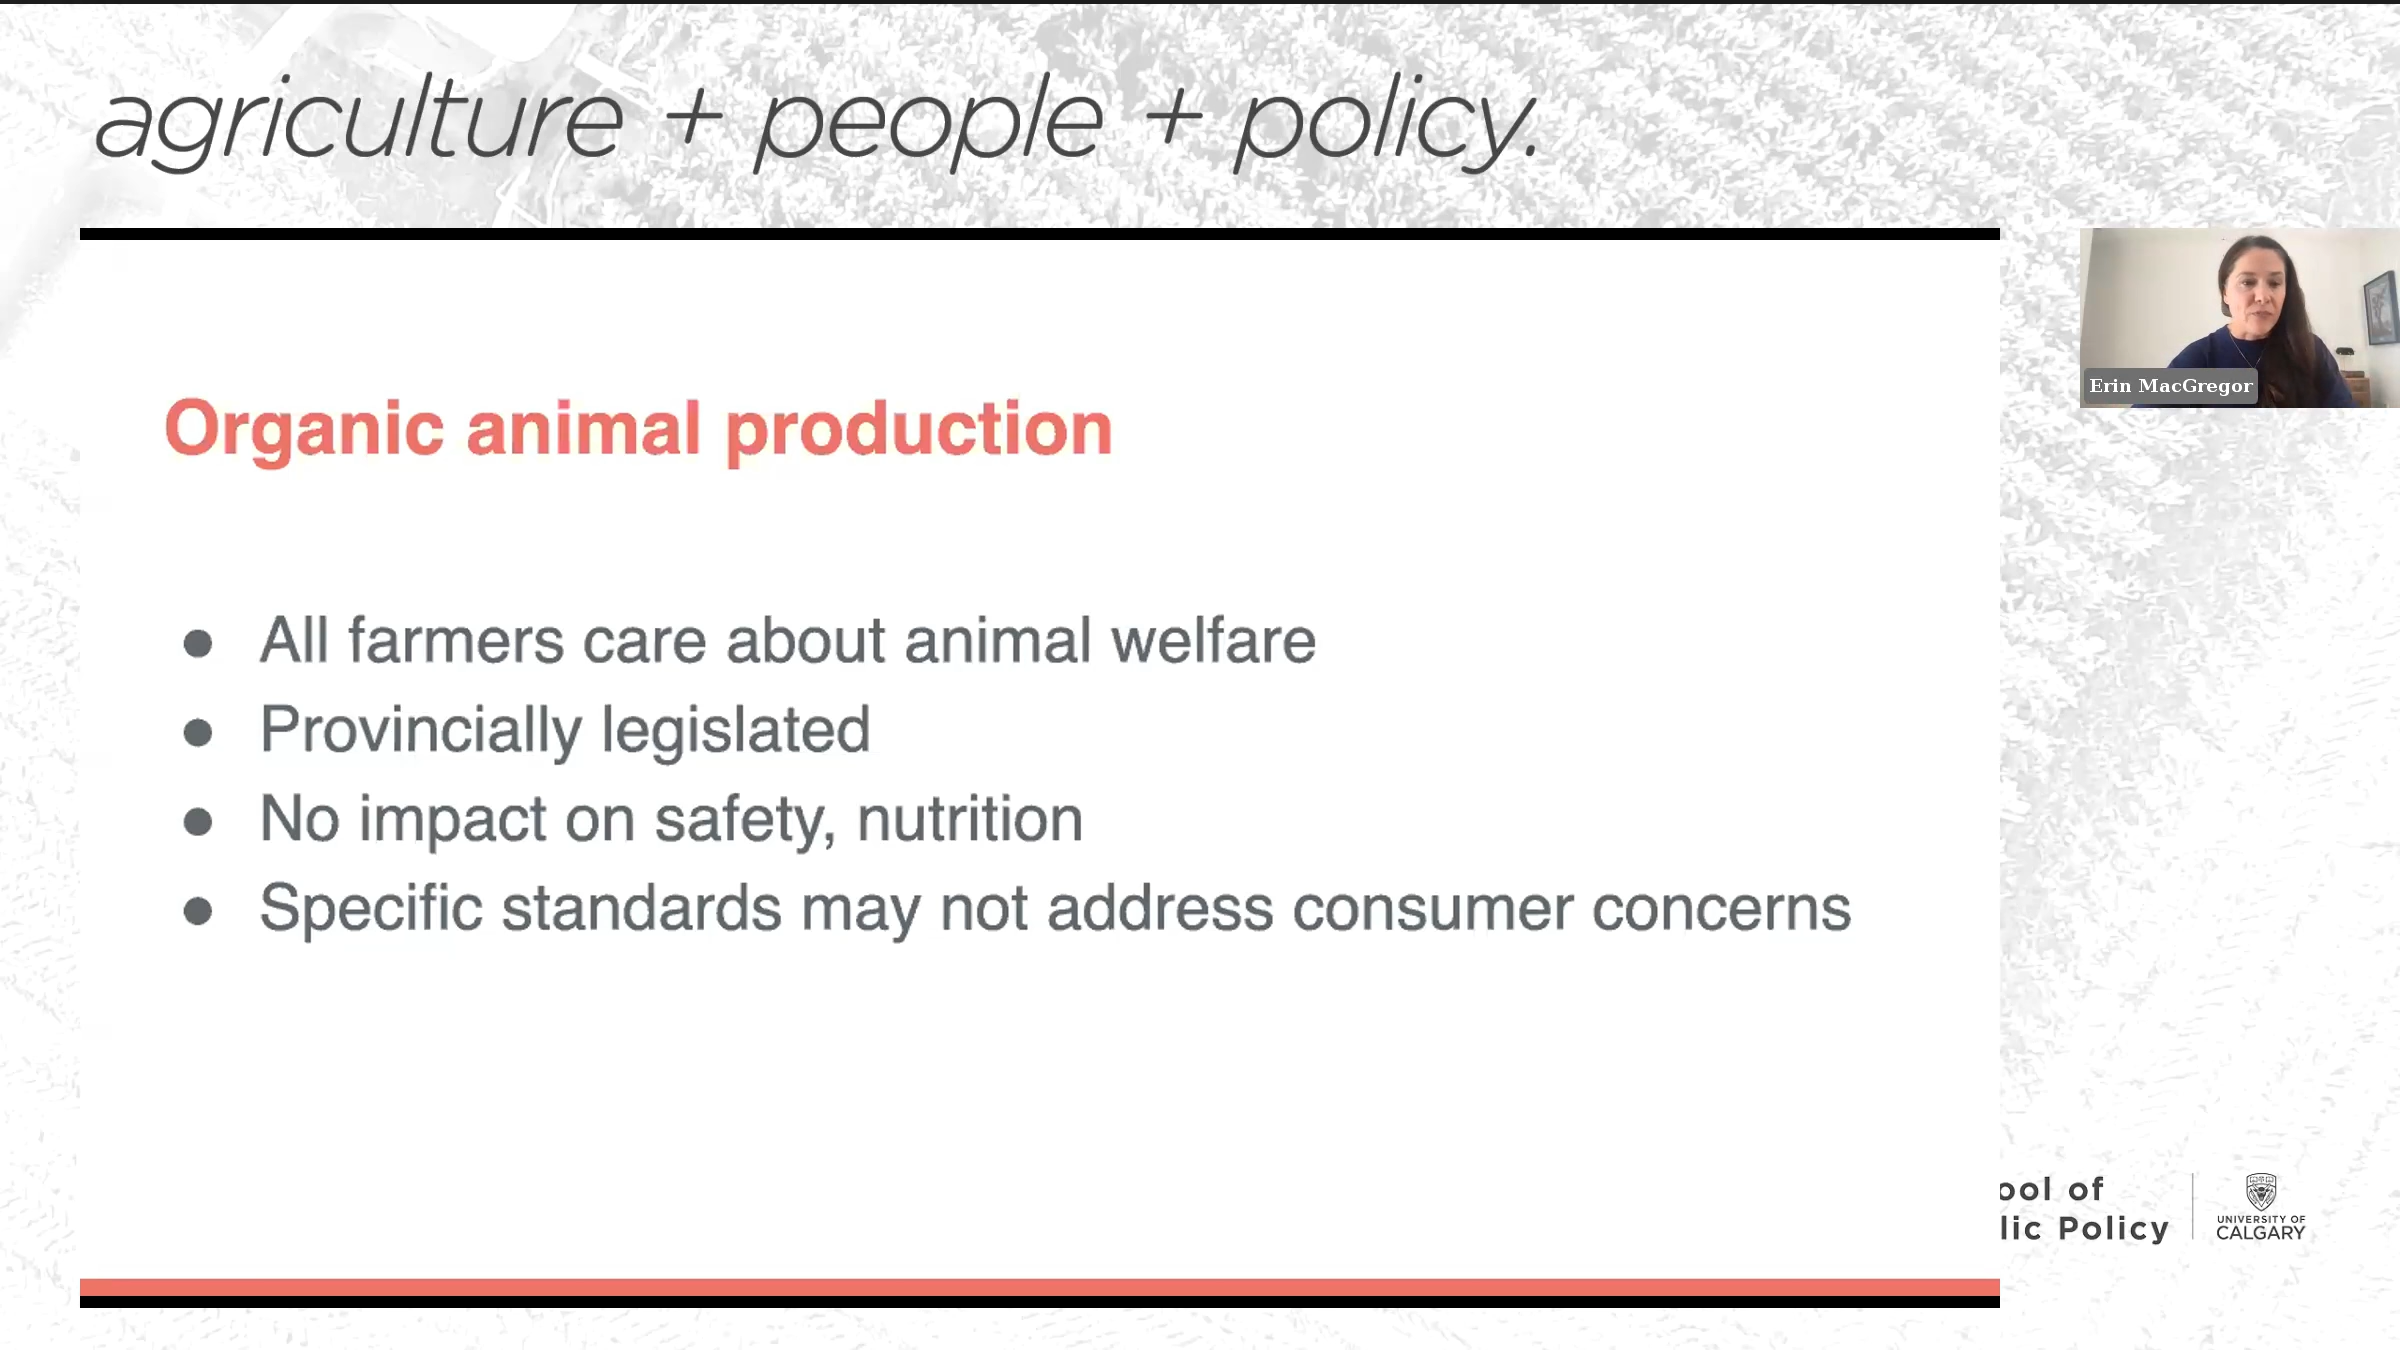 agriculture + people + policy.
Erin MacGregor
Organic animal production
● All farmers care about animal welfare
● Provincially legislated
● No impact on safety, nutrition
● Specific standards may not address consumer concerns
ool of
lic Policy
UNIVERSITY OF
CALGARY